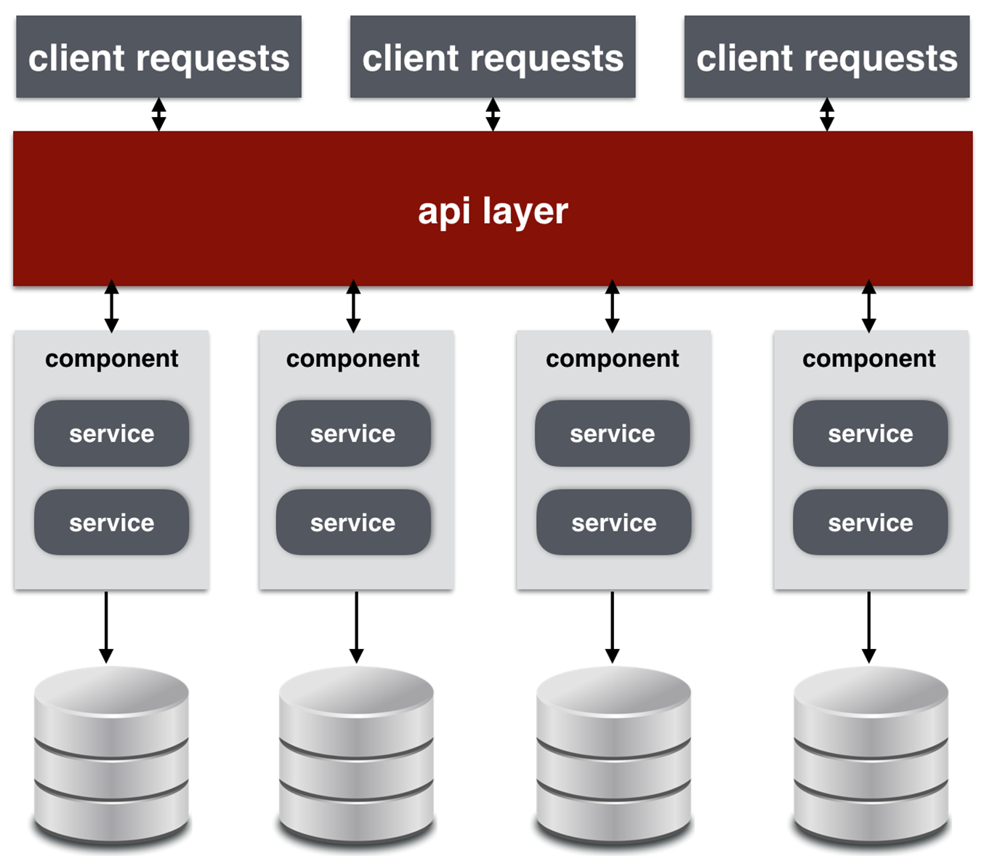 client requests
client requests
client requests
api layer
component
component
component
component
service
service
service
service
service
service
service
service